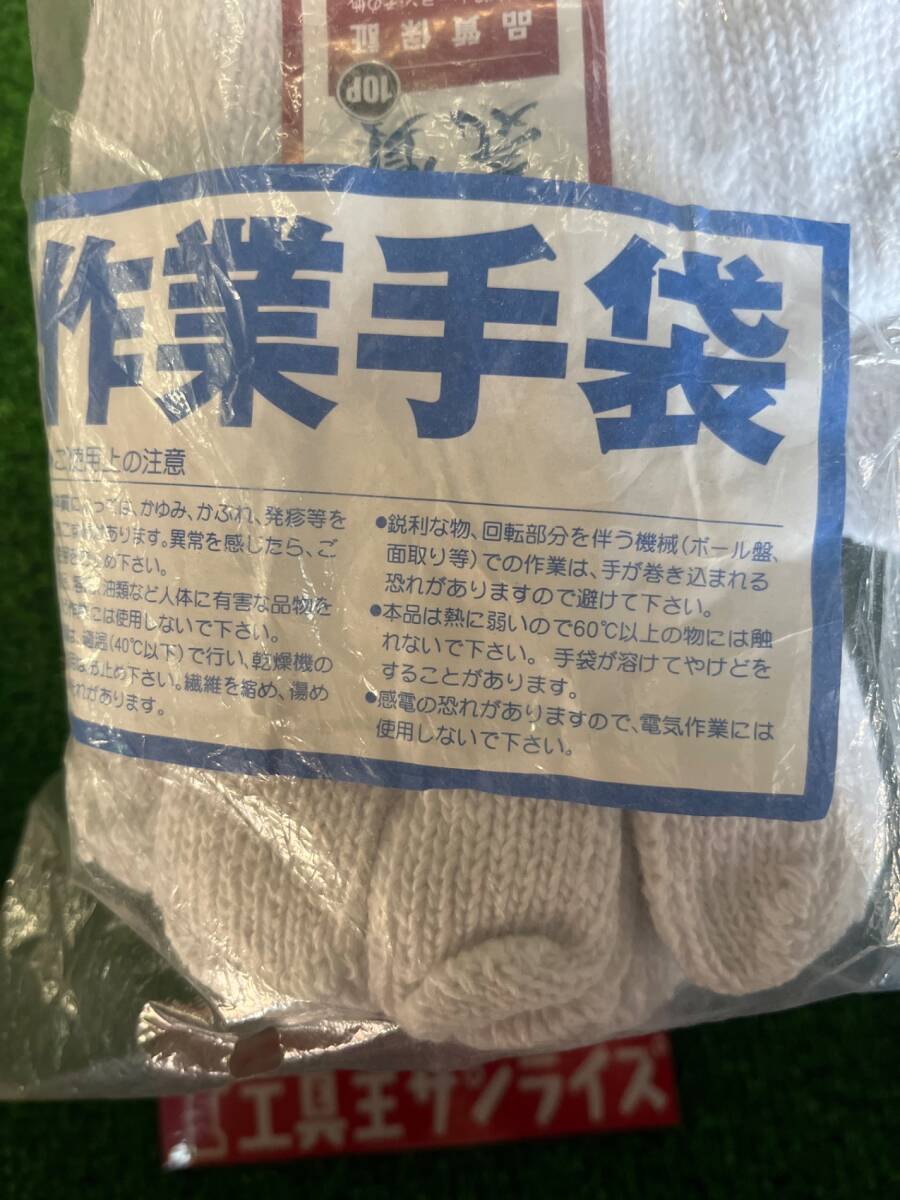 品質保証
10P
作業手袋
ご使用上の注意
かゆみ、かぶれ、発疹等を
あります。異常を感じたら、ご
め下さい。
油類など人体に有害な品物を
には使用しないで下さい。
(40℃以下)で行い、乾燥機の
止め下さい。繊維を縮め、傷め
れがあります。
●鋭利な物、回転部分を伴う機械(ボール盤、
面取り等)での作業は、手が巻き込まれる
恐れがありますので避けて下さい。
●本品は熱に弱いので60℃以上の物には触
れないで下さい。手袋が溶けてやけどを
することがあります。
●感電の恐れがありますので、電気作業には
使用しないで下さい。
工具王サンライズ